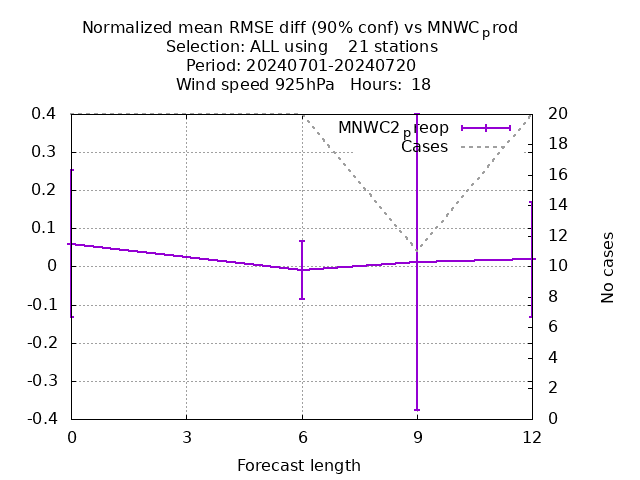 Normalized mean RMSE diff (90% conf) vs MNWCprod
Selection: ALL using    21 stations
Period: 20240701-20240720
Wind speed 925hPa   Hours:  18
MNWC2preop
Cases
0.4
0.3
0.2
0.1
0
-0.1
-0.2
-0.3
-0.4
20
18
16
14
12
10
8
6
4
2
0
No cases
0 3 6 9 12
Forecast length